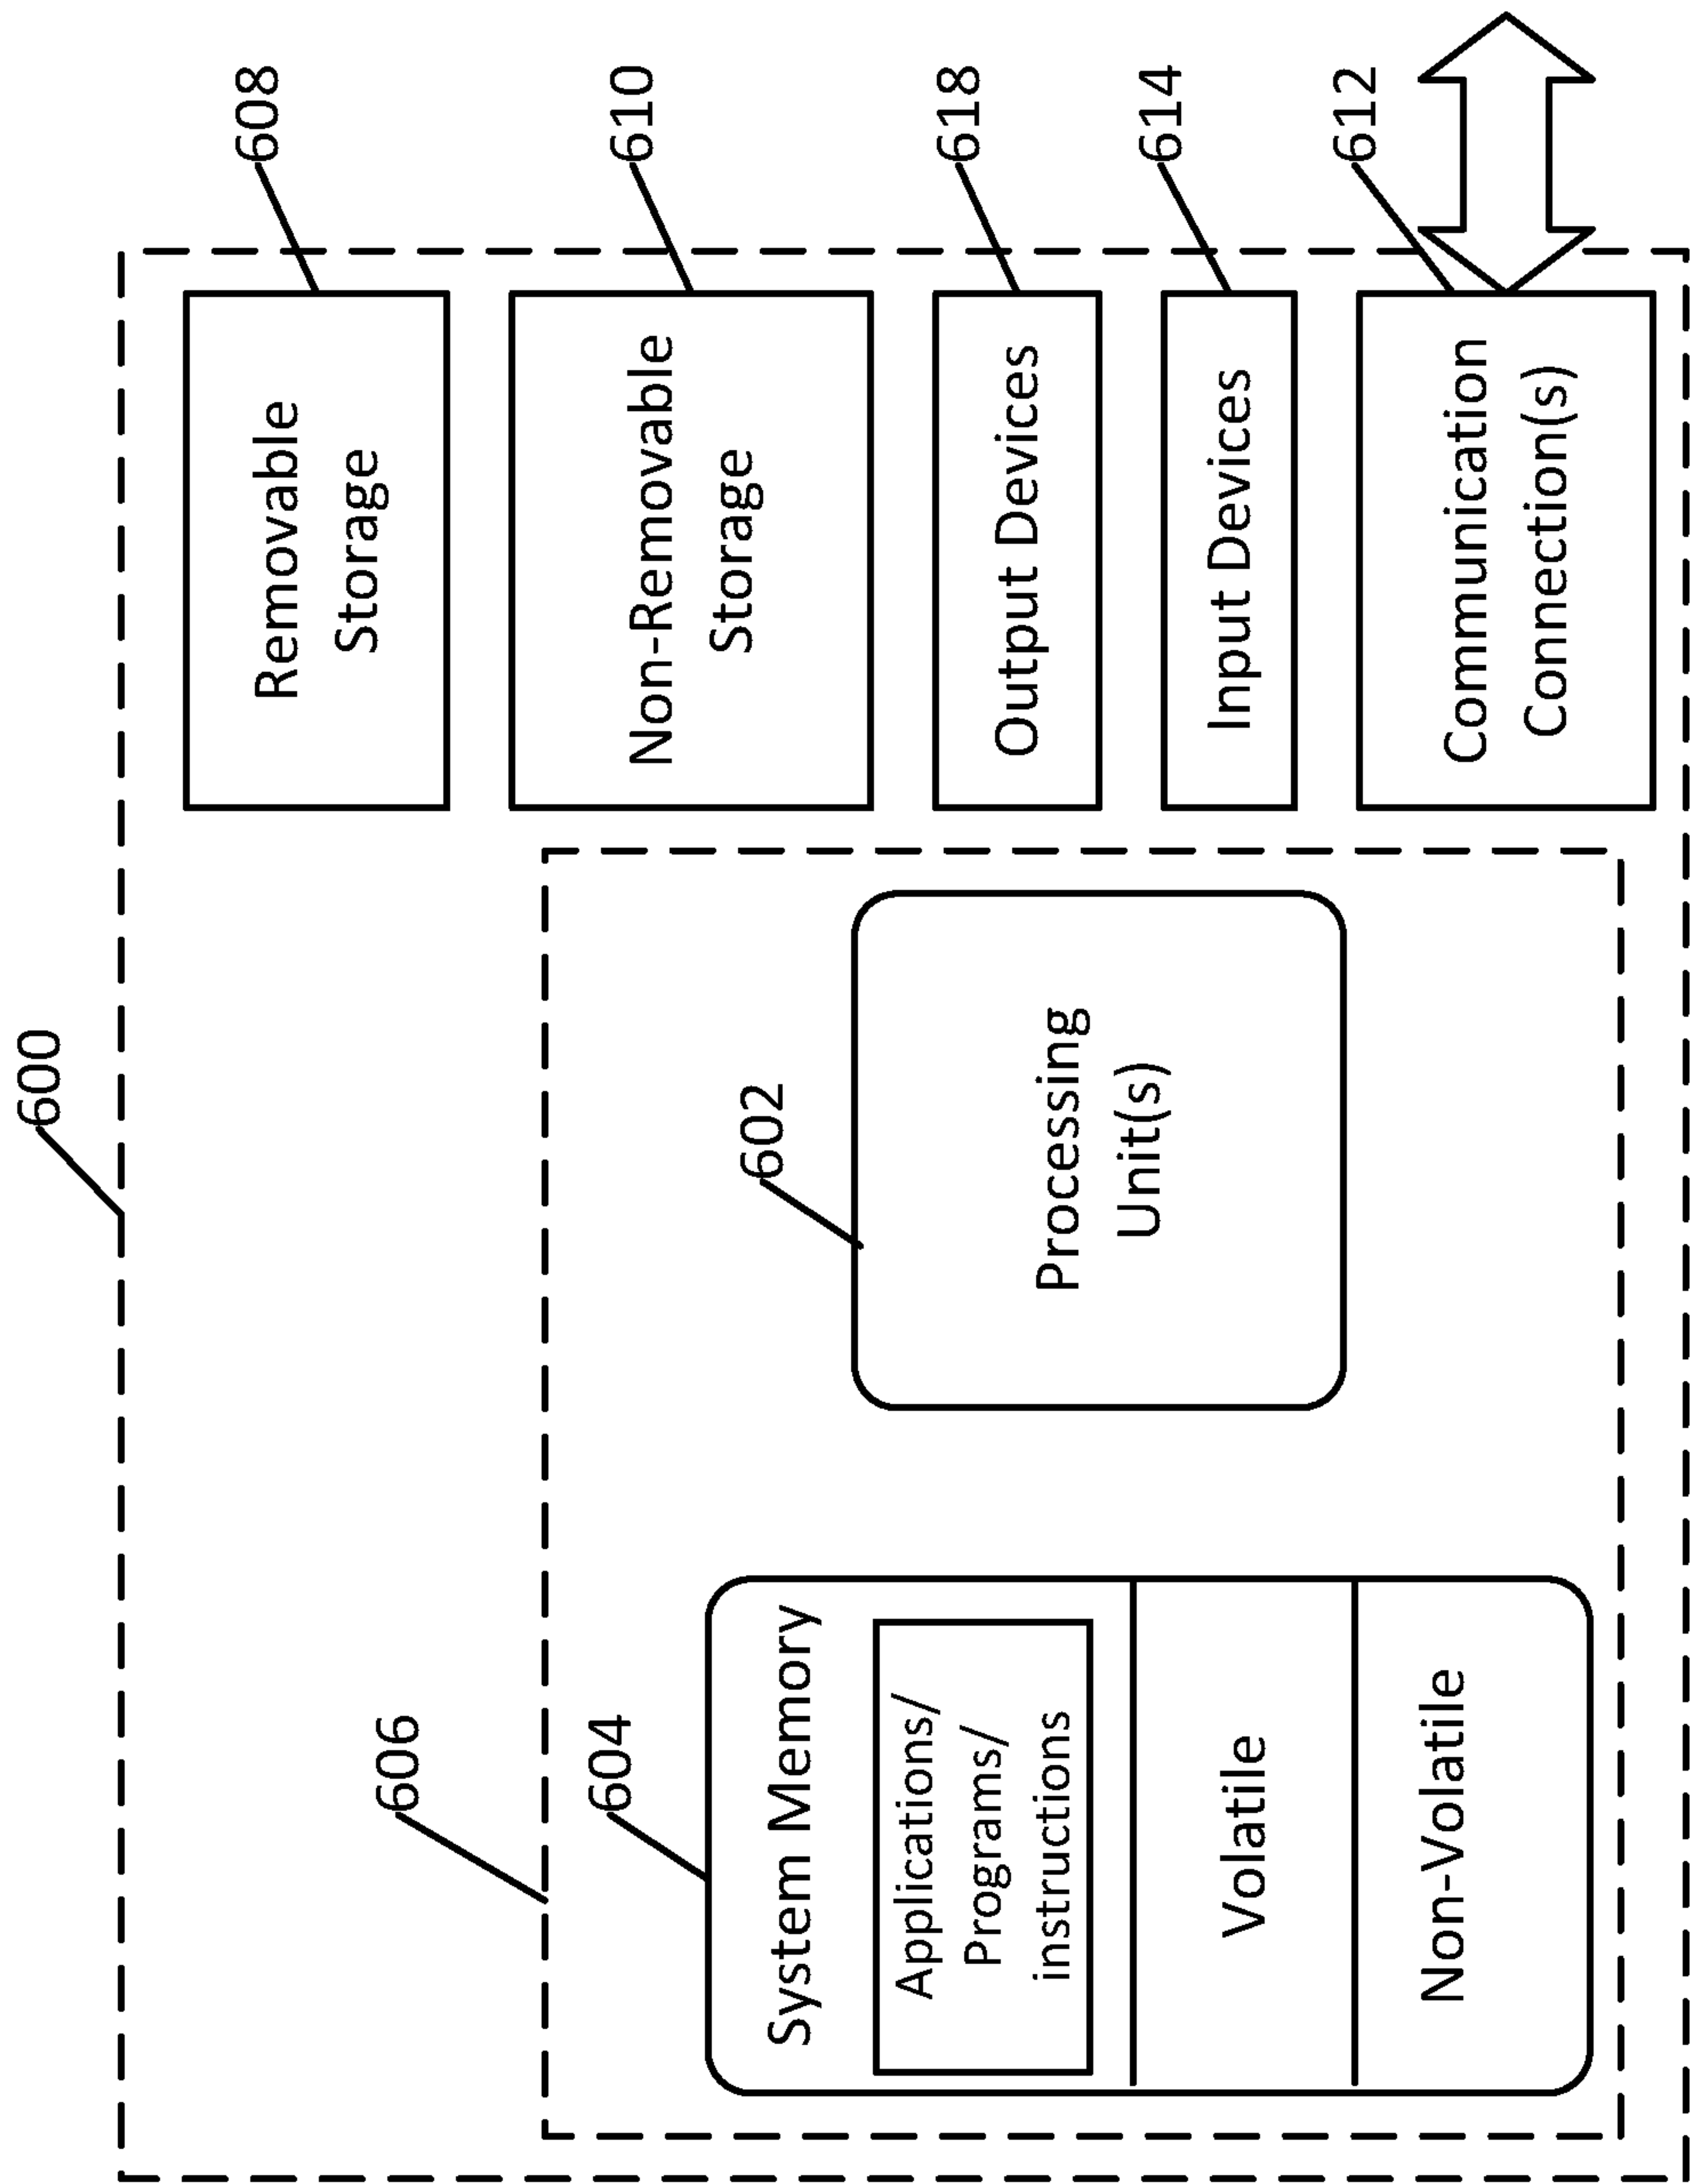 600
606
604
System Memory
Applications/
Programs/
instructions
Volatile
Non-Volatile
602
Processing
Unit(s)
Removable
Storage
608
Non-Removable
Storage
610
Output Devices
618
Input Devices
614
Communication
Connection(s)
612